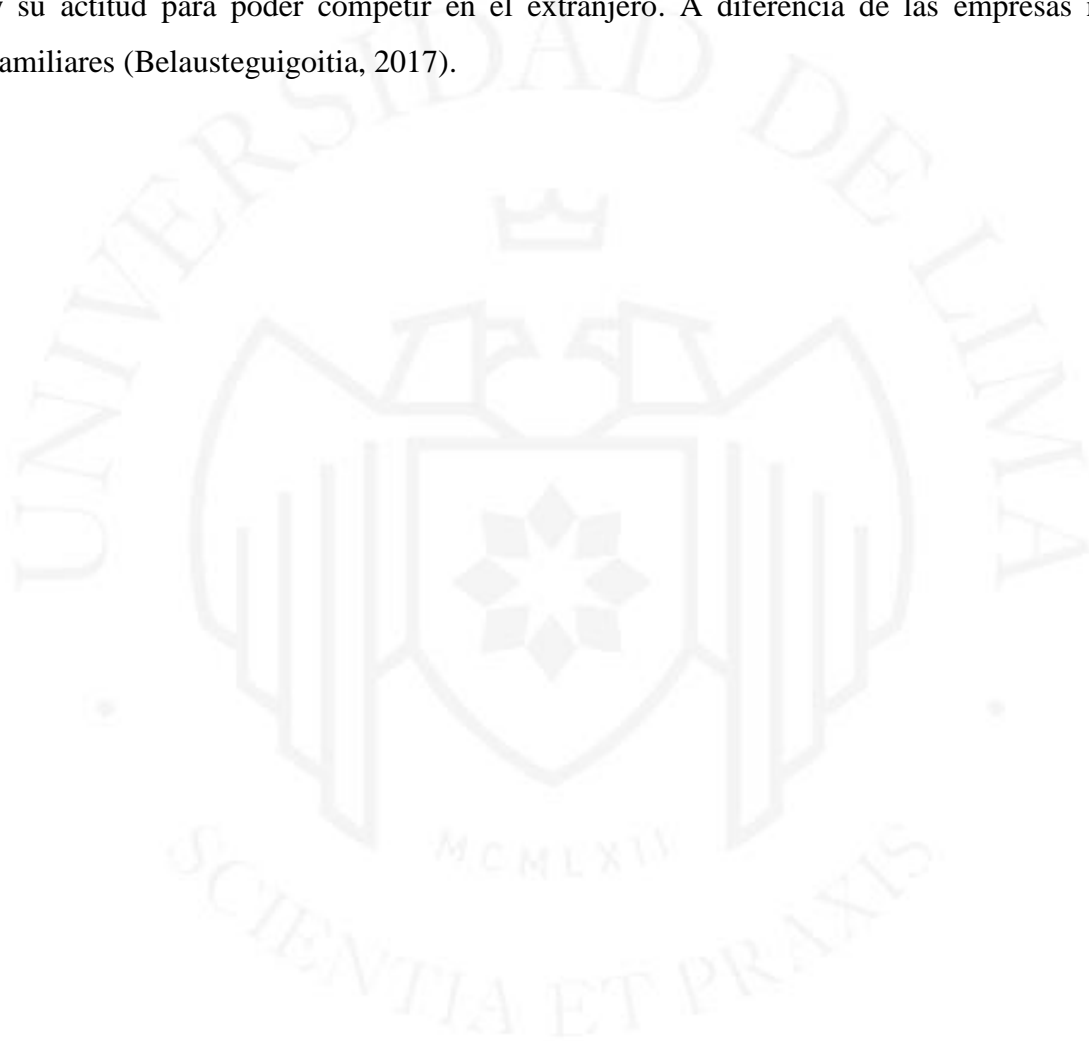 y su actitud para poder competir en el extranjero. A diferencia de las empresas
familiares (Belausteguigoitia, 2017).
UNIVERSIDAD DE LIMA
MCMLXII
SCIENTIA ET PRAXIS